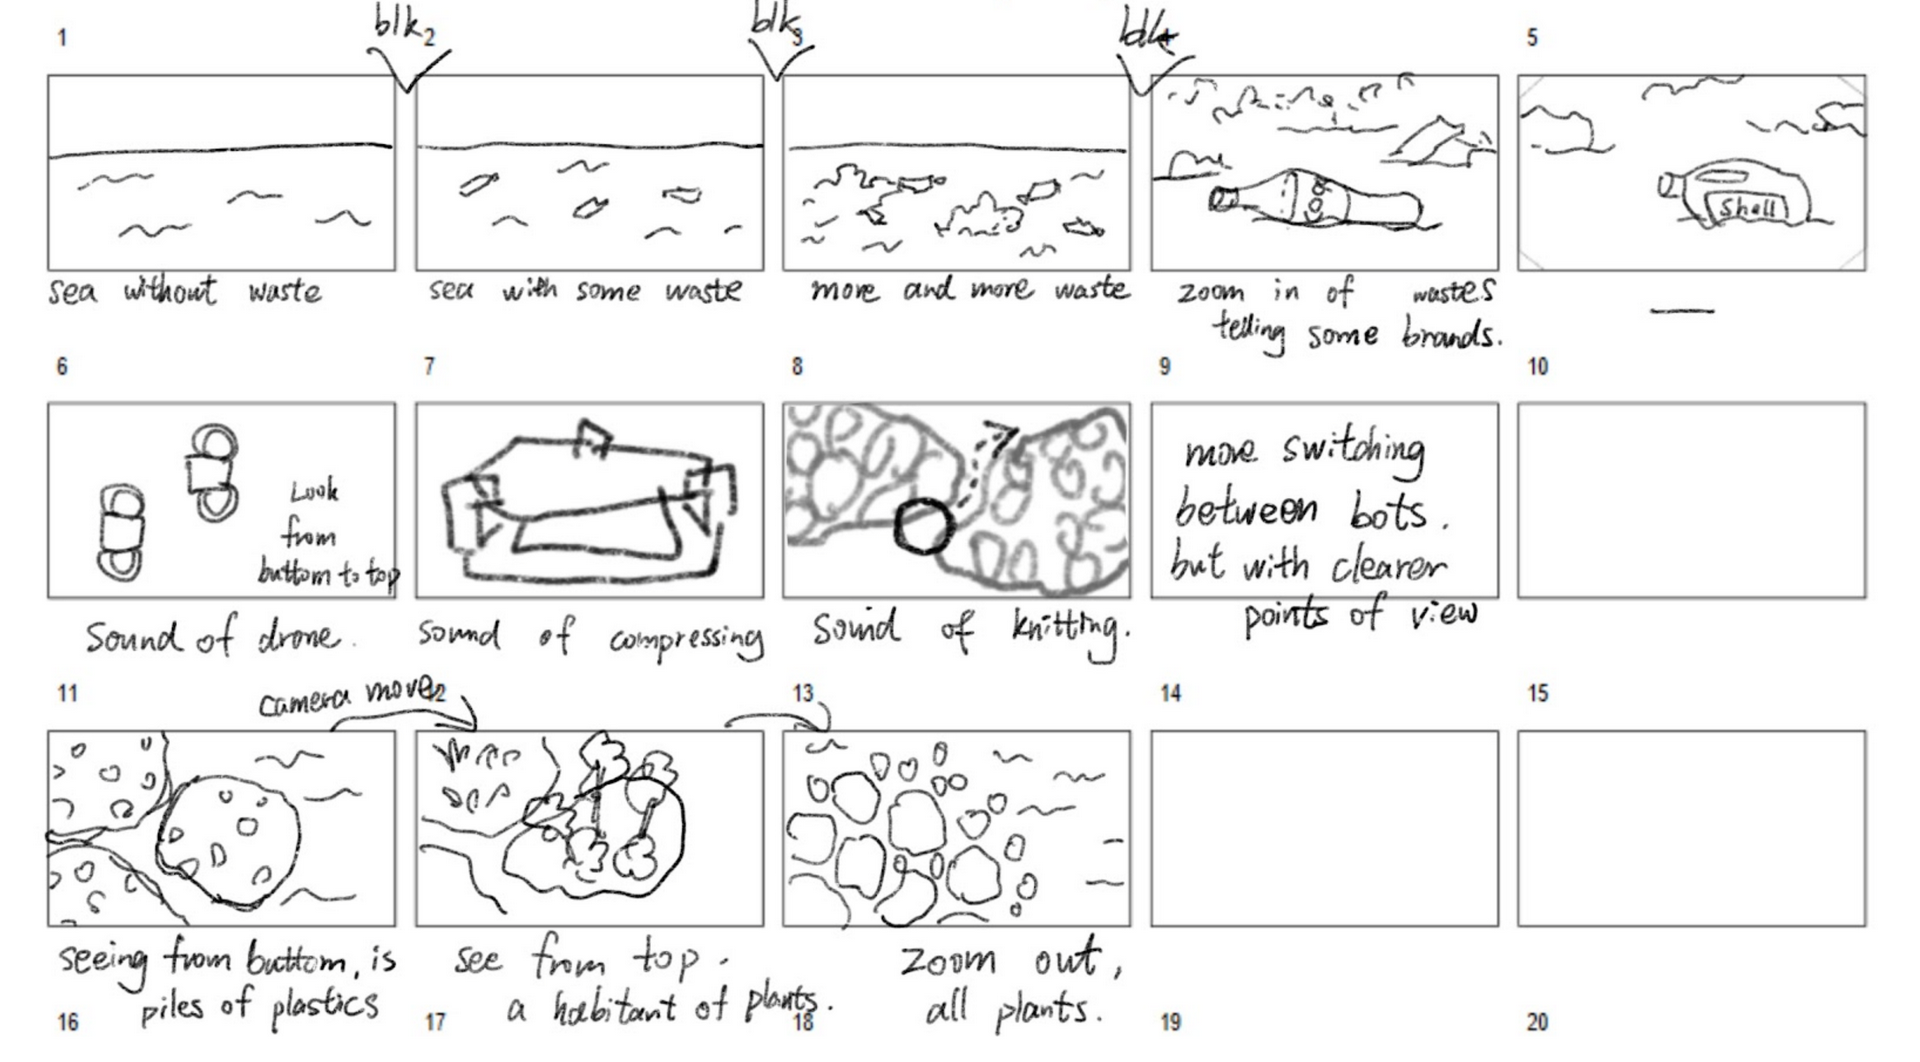 blk
blk
blk
1
2
3
4
5
Shell
sea without waste
sea with some waste
more and more waste
zoom in of wastes
telling some brands.
6
7
8
9
10
Look
from
buttom to top
more switching
between bots.
but with clearer
points of view
Sound of drone.
sound of compressing
Sound of knitting.
11
camera move
12
13
14
15
seeing from buttom, is
piles of plastics
see from top.
a habitant of plants.
zoom out,
all plants.
16
17
18
19
20